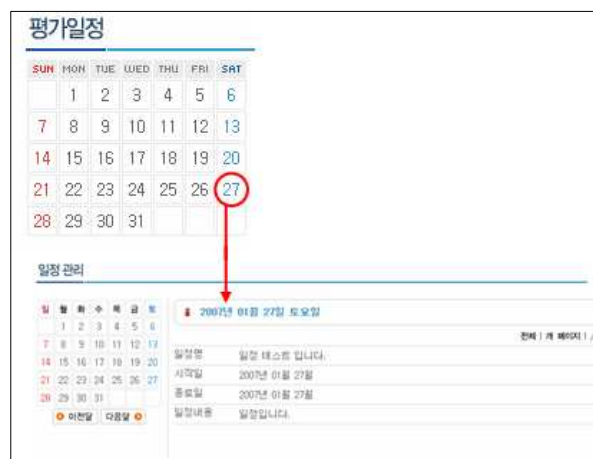 평가일정
SUN MON TUE WED THU FRI SAT
1 2 3 4 5 6
7 8 9 10 11 12 13
14 15 16 17 18 19 20
21 22 23 24 25 26 27
28 29 30 31
일정 관리
일 월 화 수 목 금 토
1 2 3 4 5 6
7 8 9 10 11 12 13
14 15 16 17 18 19 20
21 22 23 24 25 26 27
28 29 30 31
이전달 다음달
2007년 01월 27일 토요일
전체 1 개 페이지 1 /
일정명 일정 테스트 입니다.
시작일 2007년 01월 27일
종료일 2007년 01월 27일
일정내용 일정입니다.